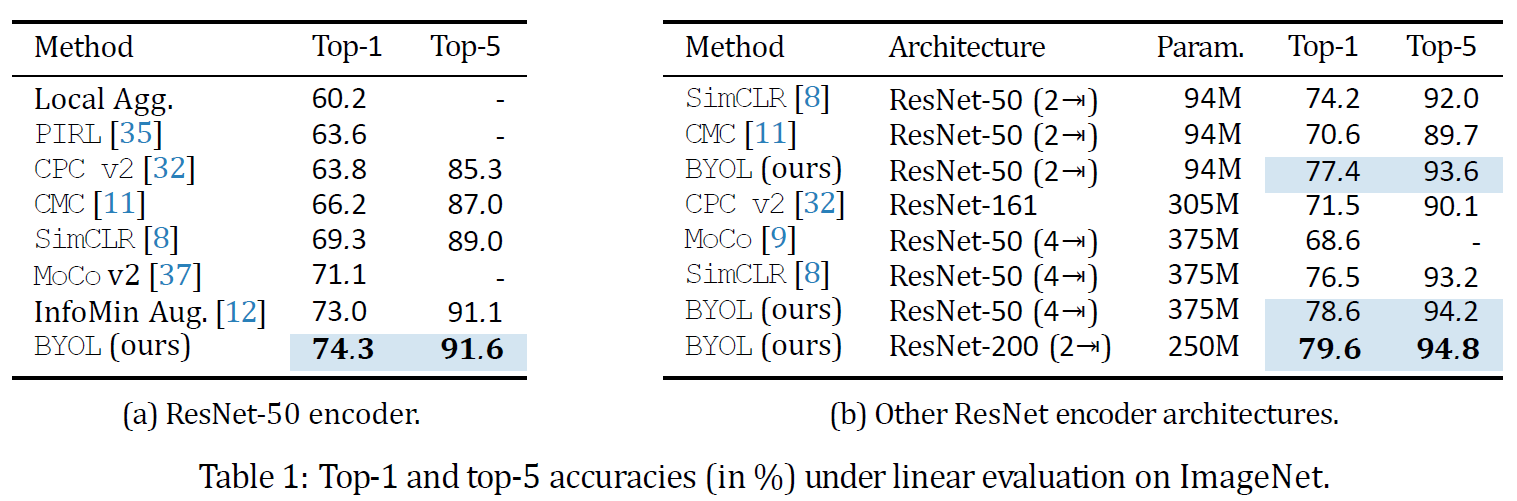 Method Top-1 Top-5
Local Agg. 60.2 -
PIRL [35] 63.6 -
CPC v2 [32] 63.8 85.3
CMC [11] 66.2 87.0
SimCLR [8] 69.3 89.0
MoCo v2 [37] 71.1 -
InfoMin Aug. [12] 73.0 91.1
BYOL (ours) 74.3 91.6
(a) ResNet-50 encoder.
Method Architecture Param. Top-1 Top-5
SimCLR [8] ResNet-50 (2⇥) 94M 74.2 92.0
CMC [11] ResNet-50 (2⇥) 94M 70.6 89.7
BYOL (ours) ResNet-50 (2⇥) 94M 77.4 93.6
CPC v2 [32] ResNet-161 305M 71.5 90.1
MoCo [9] ResNet-50 (4⇥) 375M 68.6 -
SimCLR [8] ResNet-50 (4⇥) 375M 76.5 93.2
BYOL (ours) ResNet-50 (4⇥) 375M 78.6 94.2
BYOL (ours) ResNet-200 (2⇥) 250M 79.6 94.8
(b) Other ResNet encoder architectures.
Table 1: Top-1 and top-5 accuracies (in %) under linear evaluation on ImageNet.